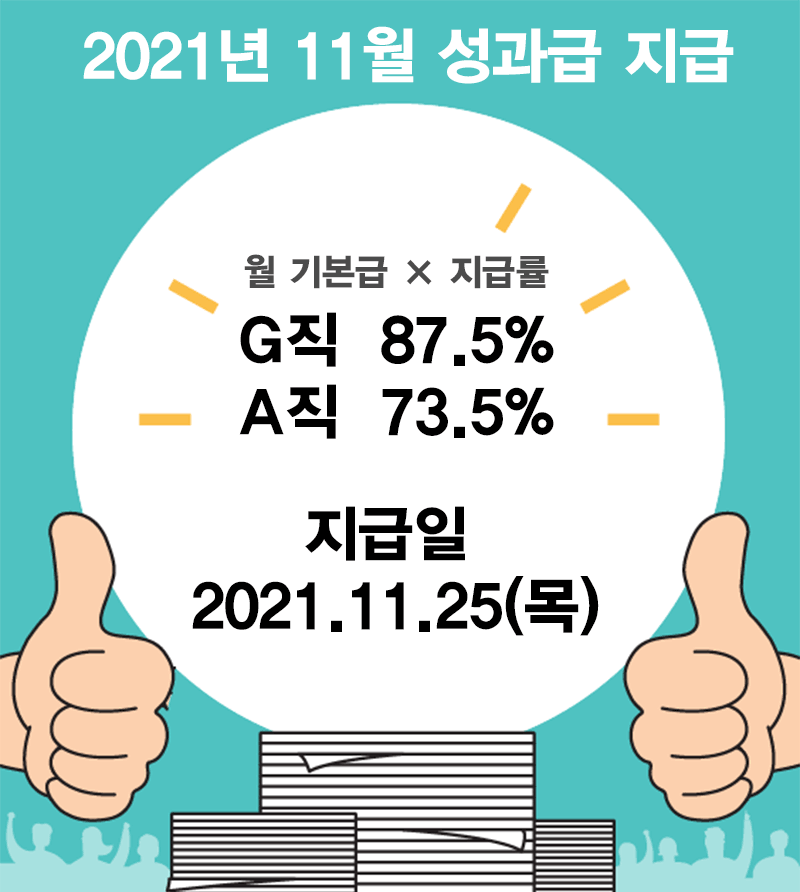 2021년 11월 성과급 지급
월 기본급 × 지급률
G직 87.5%
A직 73.5%
지급일
2021.11.25(목)